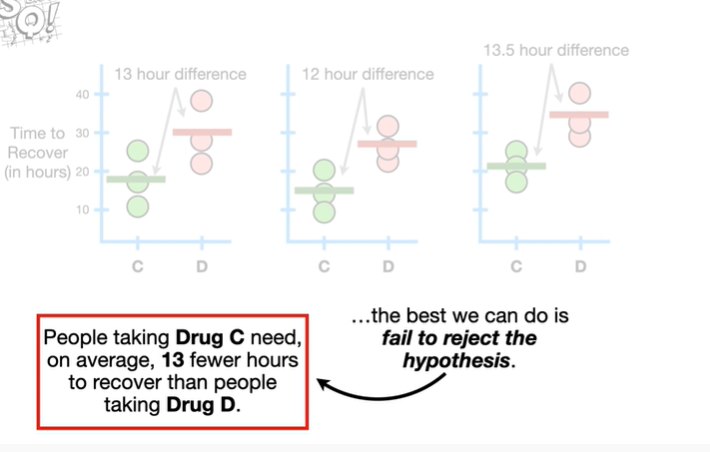 SQ!
13 hour difference
12 hour difference
13.5 hour difference
Time to
Recover
(in hours)
40
30
20
10
C D
C D
C D
People taking Drug C need,
on average, 13 fewer hours
to recover than people
taking Drug D.
...the best we can do is
fail to reject the
hypothesis.